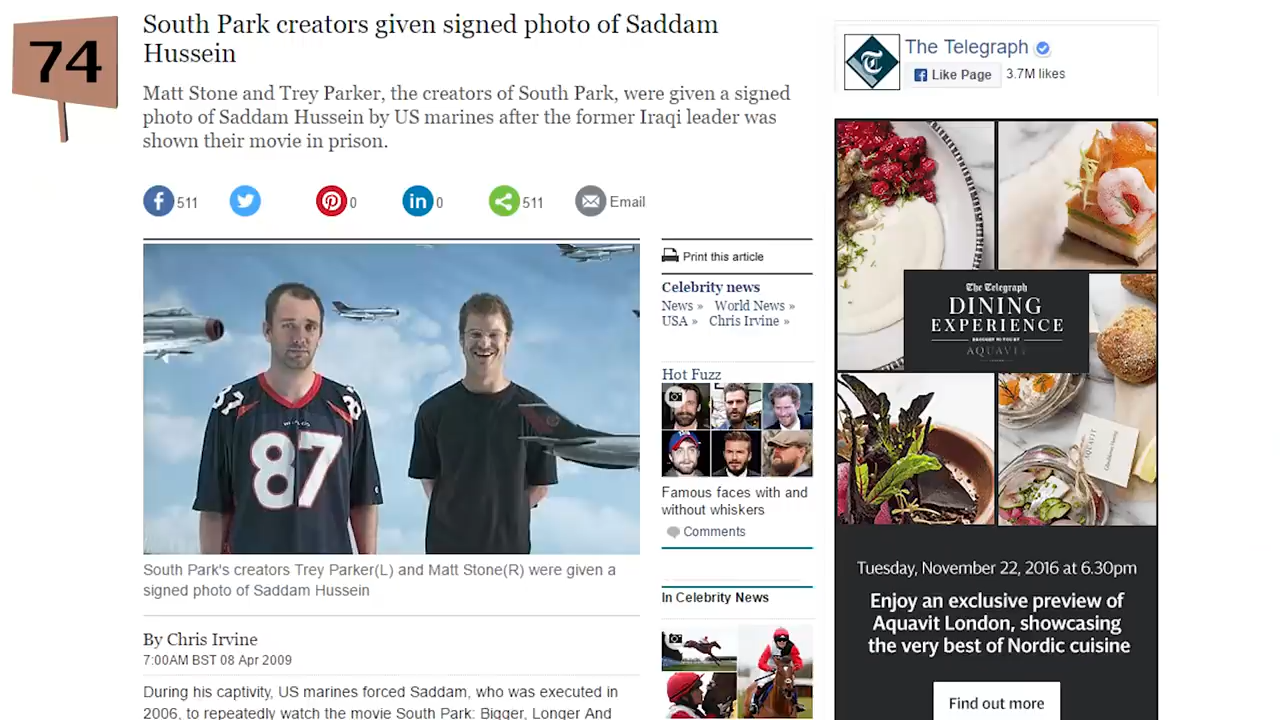 74
South Park creators given signed photo of Saddam
Hussein
Matt Stone and Trey Parker, the creators of South Park, were given a signed
photo of Saddam Hussein by US marines after the former Iraqi leader was
shown their movie in prison.
511
0
0
511
Email
87
87
South Park's creators Trey Parker(L) and Matt Stone(R) were given a
signed photo of Saddam Hussein
By Chris Irvine
7:00AM BST 08 Apr 2009
During his captivity, US marines forced Saddam, who was executed in
2006, to repeatedly watch the movie South Park: Bigger, Longer And
Print this article
Celebrity news
News » World News »
USA » Chris Irvine »
Hot Fuzz
Famous faces with and
without whiskers
Comments
In Celebrity News
The Telegraph
Like Page 3.7M likes
The Telegraph
DINING
EXPERIENCE
BROUGHT TO YOU BY
AQUAVIT
AQUAVIT
Tuesday, November 22, 2016 at 6.30pm
Enjoy an exclusive preview of
Aquavit London, showcasing
the very best of Nordic cuisine
Find out more